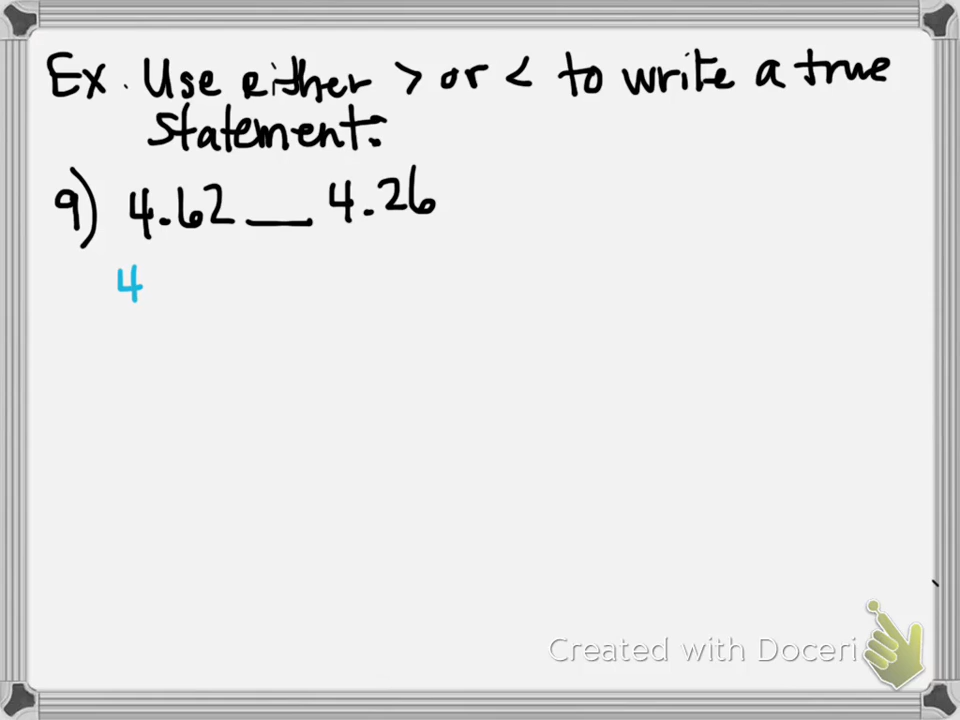 Ex. Use either > or < to write a true
statement:
9) 4.62 __ 4.26
4
Created with Doceri